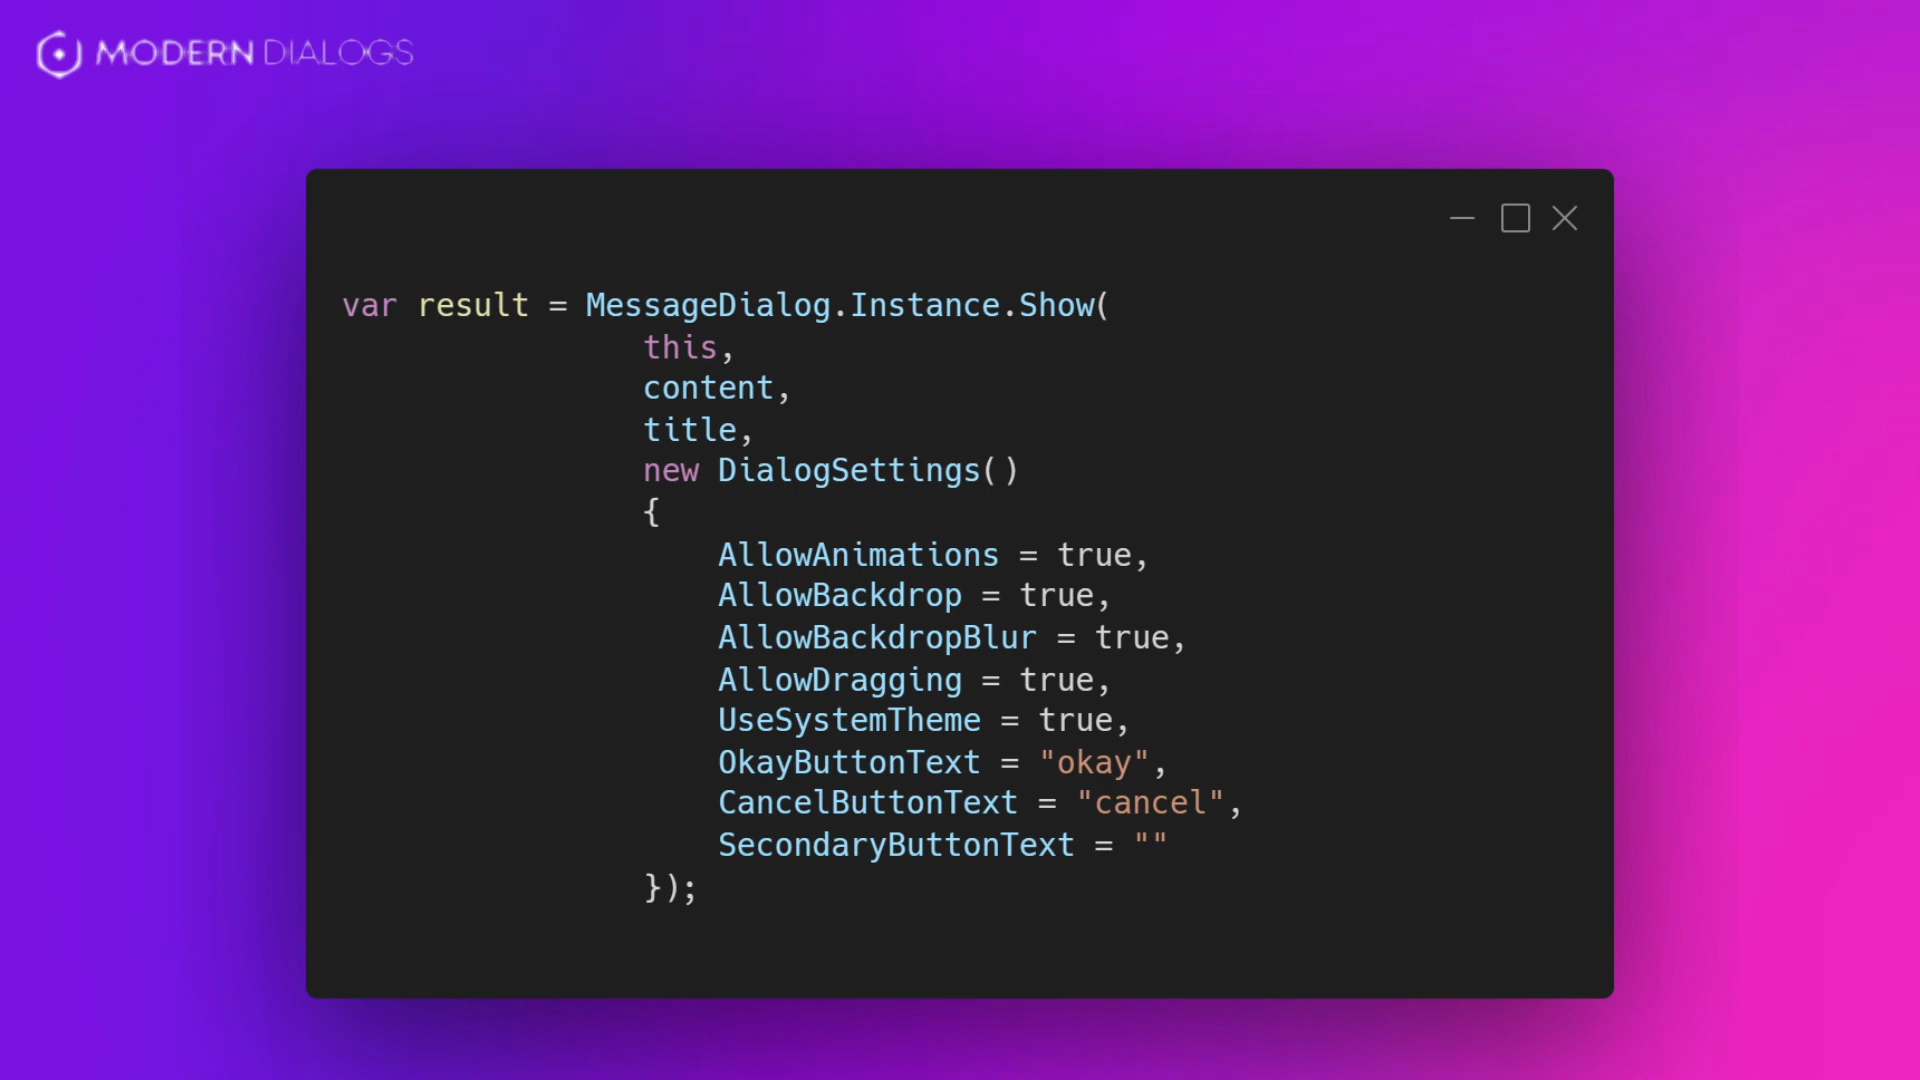 MODERN DIALOGS
var result = MessageDialog.Instance.Show(
this,
content,
title,
new DialogSettings()
{
AllowAnimations = true,
AllowBackdrop = true,
AllowBackdropBlur = true,
AllowDragging = true,
UseSystemTheme = true,
OkayButtonText = "okay",
CancelButtonText = "cancel",
SecondaryButtonText = ""
});